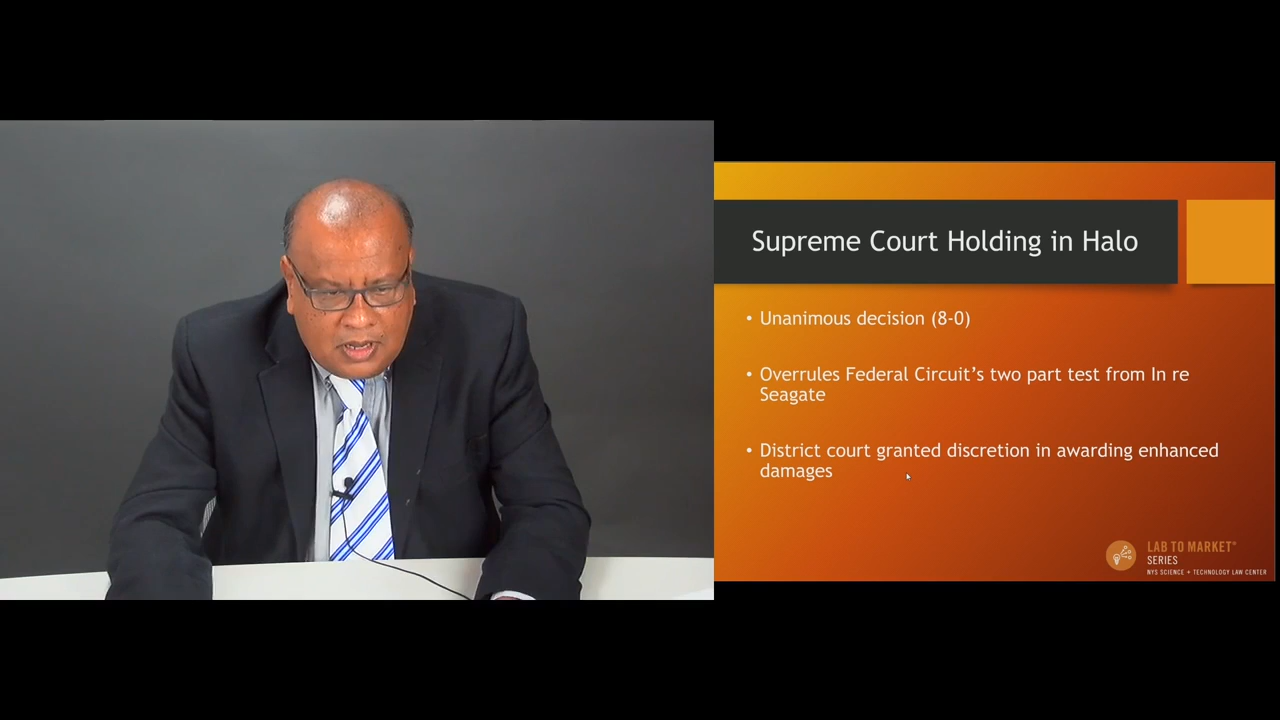 Supreme Court Holding in Halo
• Unanimous decision (8-0)
• Overrules Federal Circuit’s two part test from In re
Seagate
• District court granted discretion in awarding enhanced
damages
LAB TO MARKET®
SERIES
NYS SCIENCE + TECHNOLOGY LAW CENTER